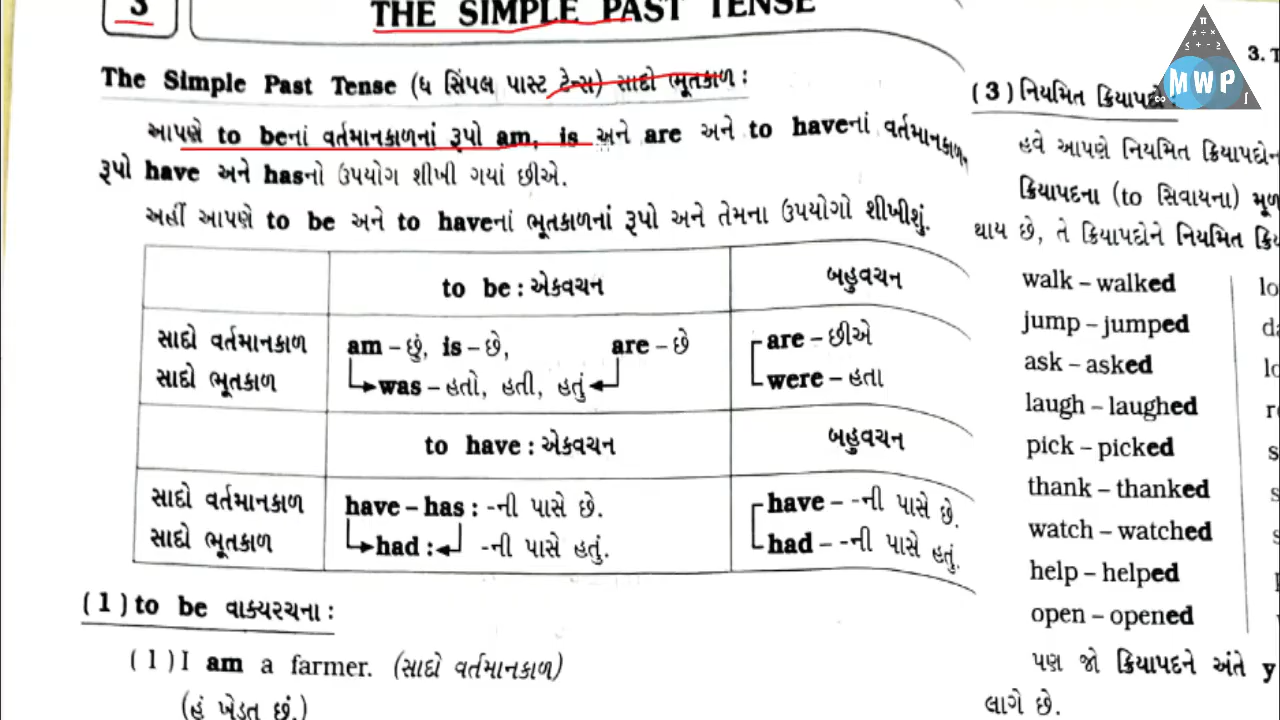 3
THE SIMPLE PAST TENSE
The Simple Past Tense (ધ સિંપલ પાસ્ટ ટેન્સ) સાદો ભૂતકાળ :
આપણે to beનાં વર્તમાનકાળનાં રૂપો am, is અને are અને to haveનાં વર્તમાનકાળનાં
રૂપો have અને hasનો ઉપયોગ શીખી ગયાં છીએ.
અહીં આપણે to be અને to haveનાં ભૂતકાળનાં રૂપો અને તેમના ઉપયોગો શીખીશું.
to be : એકવચન બહુવચન
સાદો વર્તમાનકાળ am – છું, is – છે, are – છે are – છીએ
સાદો ભૂતકાળ was – હતો, હતી, હતું were – હતા
to have : એકવચન બહુવચન
સાદો વર્તમાનકાળ have – has : -ની પાસે છે. have – -ની પાસે છે.
સાદો ભૂતકાળ had : -ની પાસે હતું. had – -ની પાસે હતું.
(1) to be વાક્યરચના :
(1) I am a farmer. (સાદો વર્તમાનકાળ)
(હું ખેડૂત છું.)
3. T
MWP
(3) નિયમિત ક્રિયાપદો :
હવે આપણે નિયમિત ક્રિયાપદોન
ક્રિયાપદના (to સિવાયના) મૂળ
થાય છે, તે ક્રિયાપદોને નિયમિત ક્રિ
walk – walked lo
jump – jumped da
ask – asked lo
laugh – laughed re
pick – picked s
thank – thanked s
watch – watched s
help – helped
open – opened
પણ જો ક્રિયાપદને અંતે y
લાગે છે.